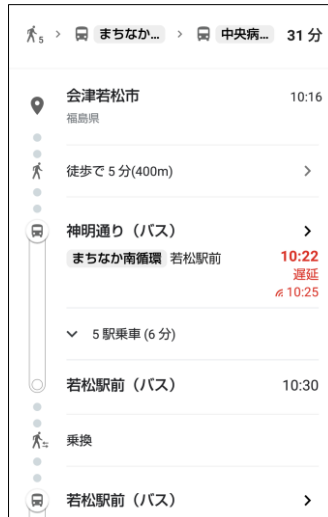 5 > まちなか... > 中央病... 31 分
会津若松市 10:16
福島県
徒歩で 5 分(400m)
神明通り（バス）
まちなか南循環 若松駅前 10:22
遅延
10:25
5 駅乗車 (6 分)
若松駅前（バス） 10:30
乗換
若松駅前（バス）